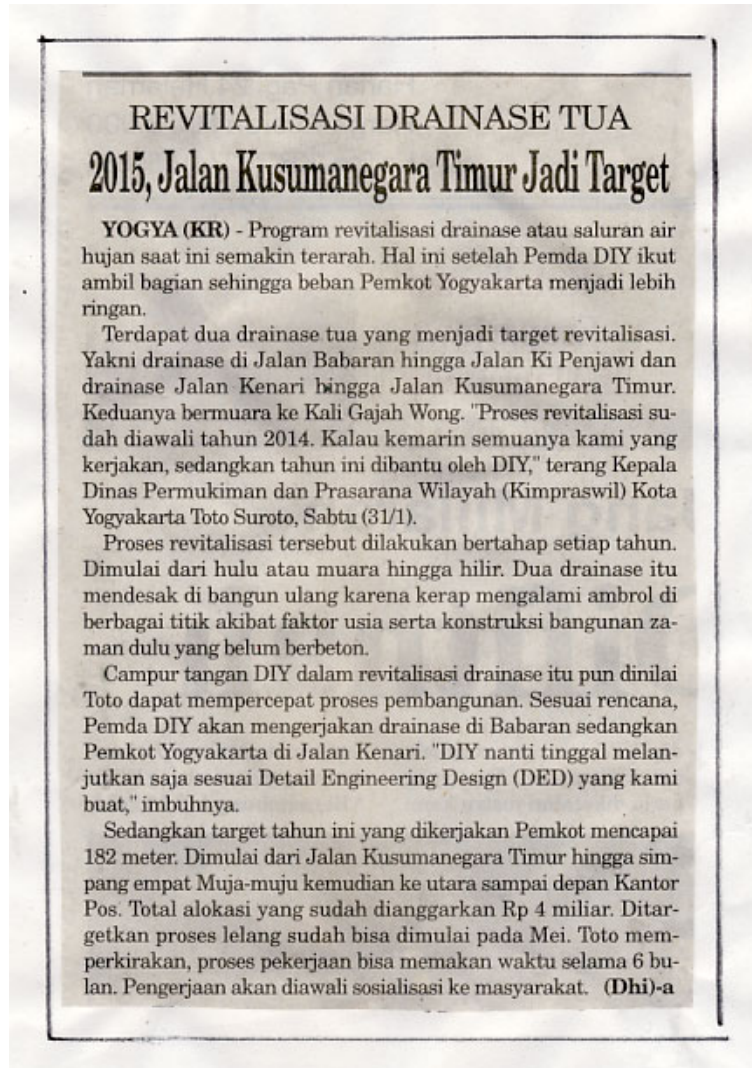 REVITALISASI DRAINASE TUA
2015, Jalan Kusumanegara Timur Jadi Target
YOGYA (KR) - Program revitalisasi drainase atau saluran air
hujan saat ini semakin terarah. Hal ini setelah Pemda DIY ikut
ambil bagian sehingga beban Pemkot Yogyakarta menjadi lebih
ringan.
Terdapat dua drainase tua yang menjadi target revitalisasi.
Yakni drainase di Jalan Babaran hingga Jalan Ki Penjawi dan
drainase Jalan Kenari hingga Jalan Kusumanegara Timur.
Keduanya bermuara ke Kali Gajah Wong. "Proses revitalisasi su-
dah diawali tahun 2014. Kalau kemarin semuanya kami yang
kerjakan, sedangkan tahun ini dibantu oleh DIY," terang Kepala
Dinas Permukiman dan Prasarana Wilayah (Kimpraswil) Kota
Yogyakarta Toto Suroto, Sabtu (31/1).
Proses revitalisasi tersebut dilakukan bertahap setiap tahun.
Dimulai dari hulu atau muara hingga hilir. Dua drainase itu
mendesak di bangun ulang karena kerap mengalami ambrol di
berbagai titik akibat faktor usia serta konstruksi bangunan za-
man dulu yang belum berbeton.
Campur tangan DIY dalam revitalisasi drainase itu pun dinilai
Toto dapat mempercepat proses pembangunan. Sesuai rencana,
Pemda DIY akan mengerjakan drainase di Babaran sedangkan
Pemkot Yogyakarta di Jalan Kenari. "DIY nanti tinggal melan-
jutkan saja sesuai Detail Engineering Design (DED) yang kami
buat," imbuhnya.
Sedangkan target tahun ini yang dikerjakan Pemkot mencapai
182 meter. Dimulai dari Jalan Kusumanegara Timur hingga sim-
pang empat Muja-muju kemudian ke utara sampai depan Kantor
Pos. Total alokasi yang sudah dianggarkan Rp 4 miliar. Ditar-
getkan proses lelang sudah bisa dimulai pada Mei. Toto mem-
perkirakan, proses pekerjaan bisa memakan waktu selama 6 bu-
lan. Pengerjaan akan diawali sosialisasi ke masyarakat. (Dhi)-a